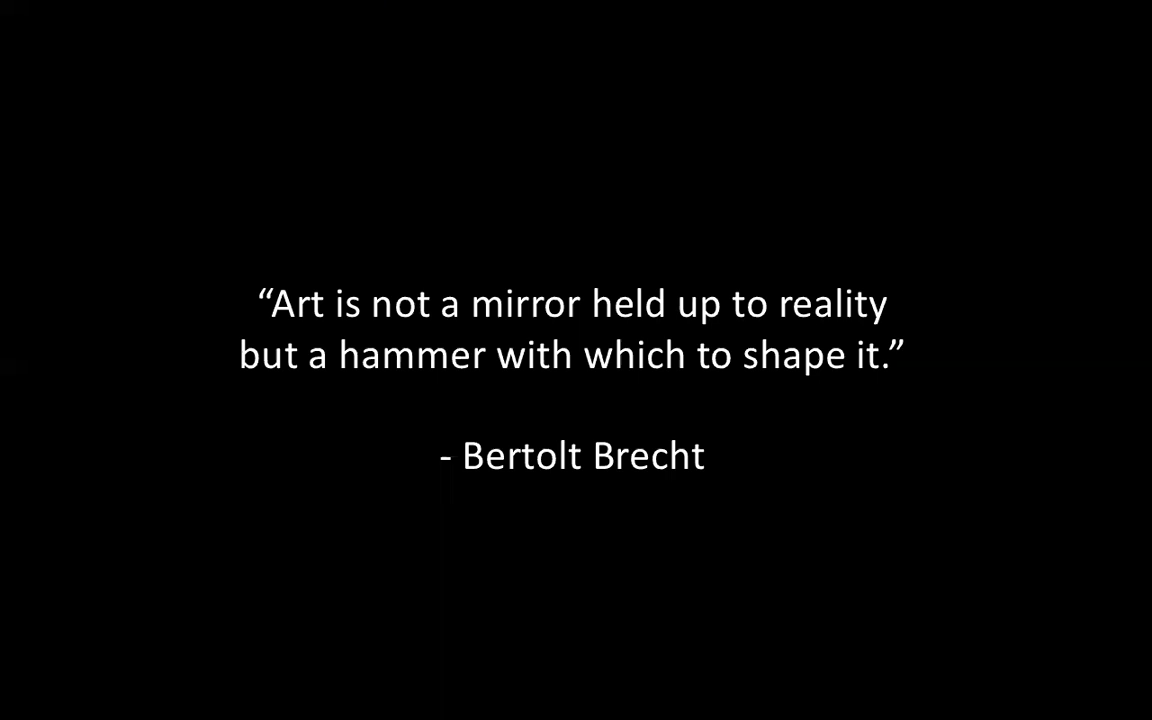 “Art is not a mirror held up to reality
but a hammer with which to shape it.”
- Bertolt Brecht